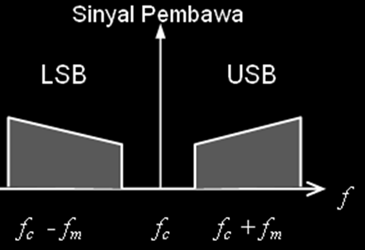 Sinyal Pembawa
LSB USB
f
fc - fm fc fc + fm